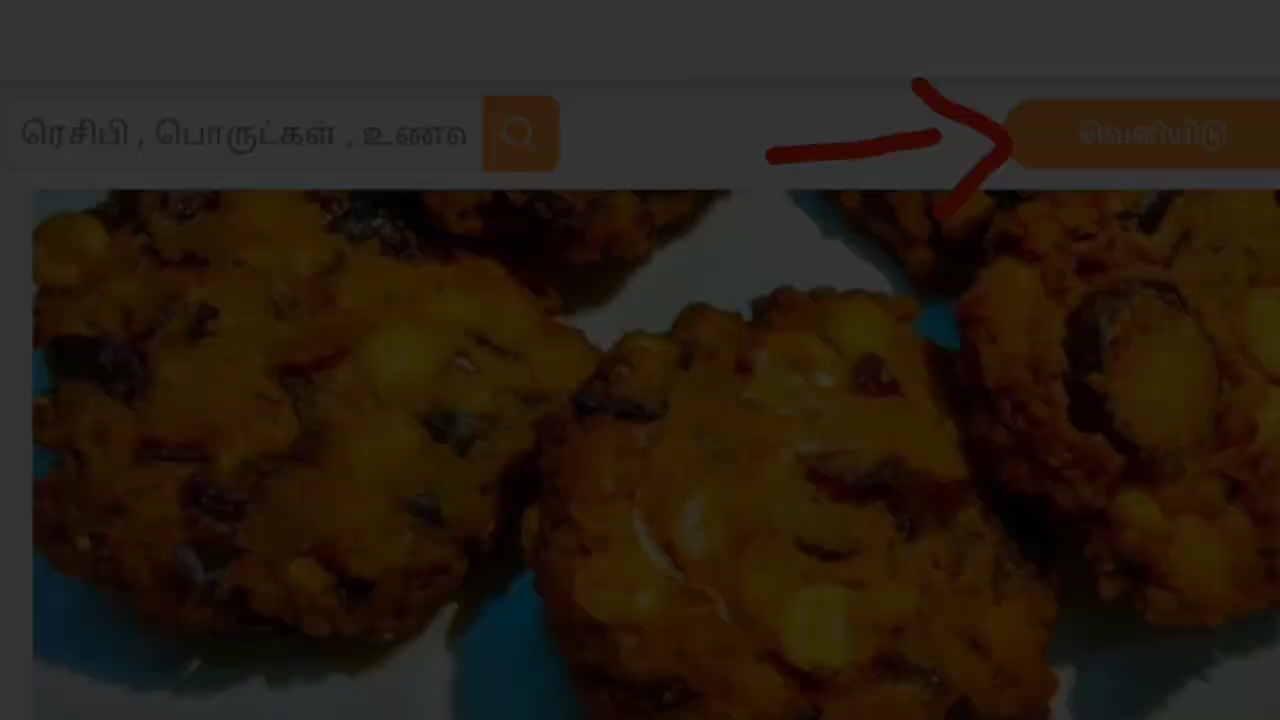 ரெசிபி , பொருட்கள் , உணவ
வெளியிடு